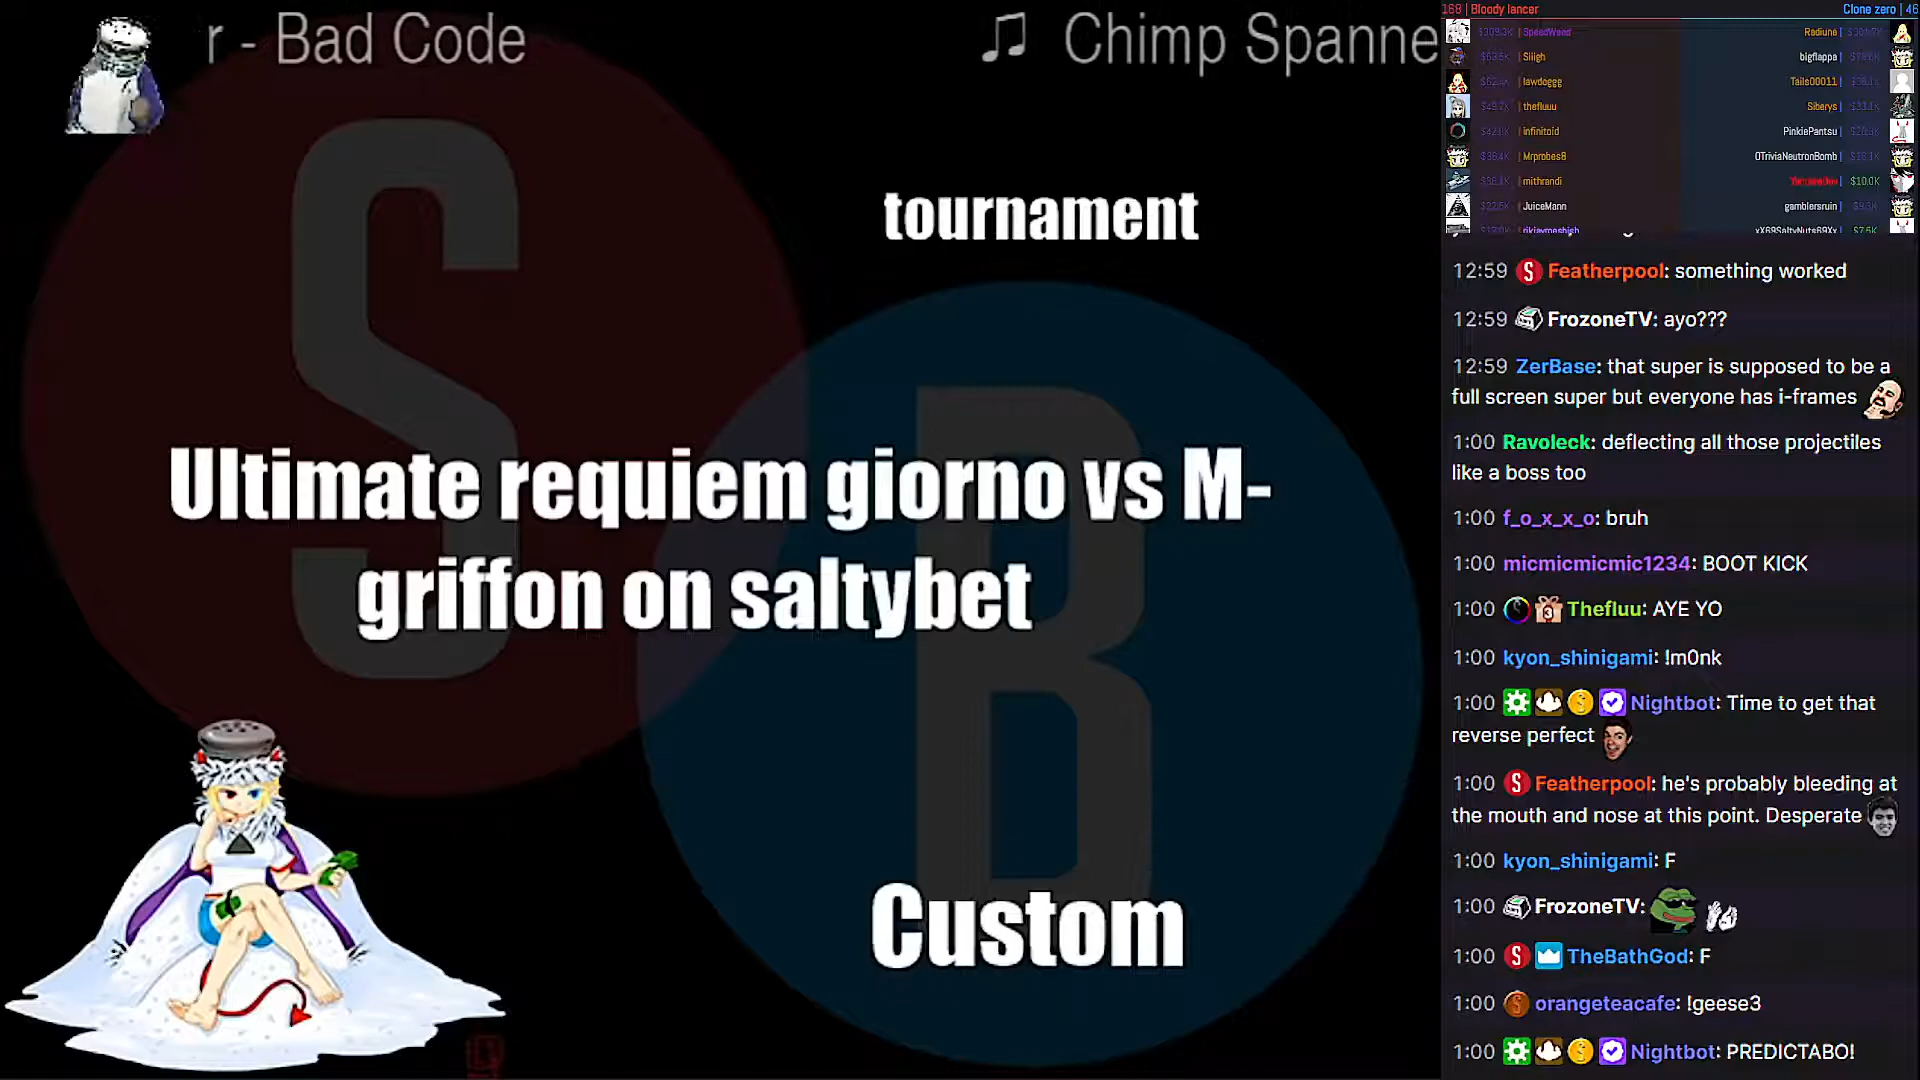 r - Bad Code
♫ Chimp Spanne
tournament
S
B
Ultimate requiem giorno vs M-
griffon on saltybet
Custom
168 | Bloody lancer
Clone zero | 46
| SpeedWeed
Radiune |
| Siligh
bigflappa |
| lawdoggg
Tails00011 |
| thefluuu
Siberys |
| infinitoid
PinkiePantsu |
| Mrprobes8
0TriviaNeutronBomb |
| mithrandi
$10.0K
| JuiceMann
gamblersruin |
xX69SaltyNuts69Xx | $7.5K
12:59 Featherpool: something worked
12:59 FrozoneTV: ayo???
12:59 ZerBase: that super is supposed to be a
full screen super but everyone has i-frames
1:00 Ravoleck: deflecting all those projectiles
like a boss too
1:00 f_o_x_x_o: bruh
1:00 micmicmicmic1234: BOOT KICK
1:00 Thefluu: AYE YO
1:00 kyon_shinigami: !m0nk
1:00 Nightbot: Time to get that
reverse perfect
1:00 Featherpool: he's probably bleeding at
the mouth and nose at this point. Desperate
1:00 kyon_shinigami: F
1:00 FrozoneTV:
1:00 TheBathGod: F
1:00 orangeteacafe: !geese3
1:00 Nightbot: PREDICTABO!